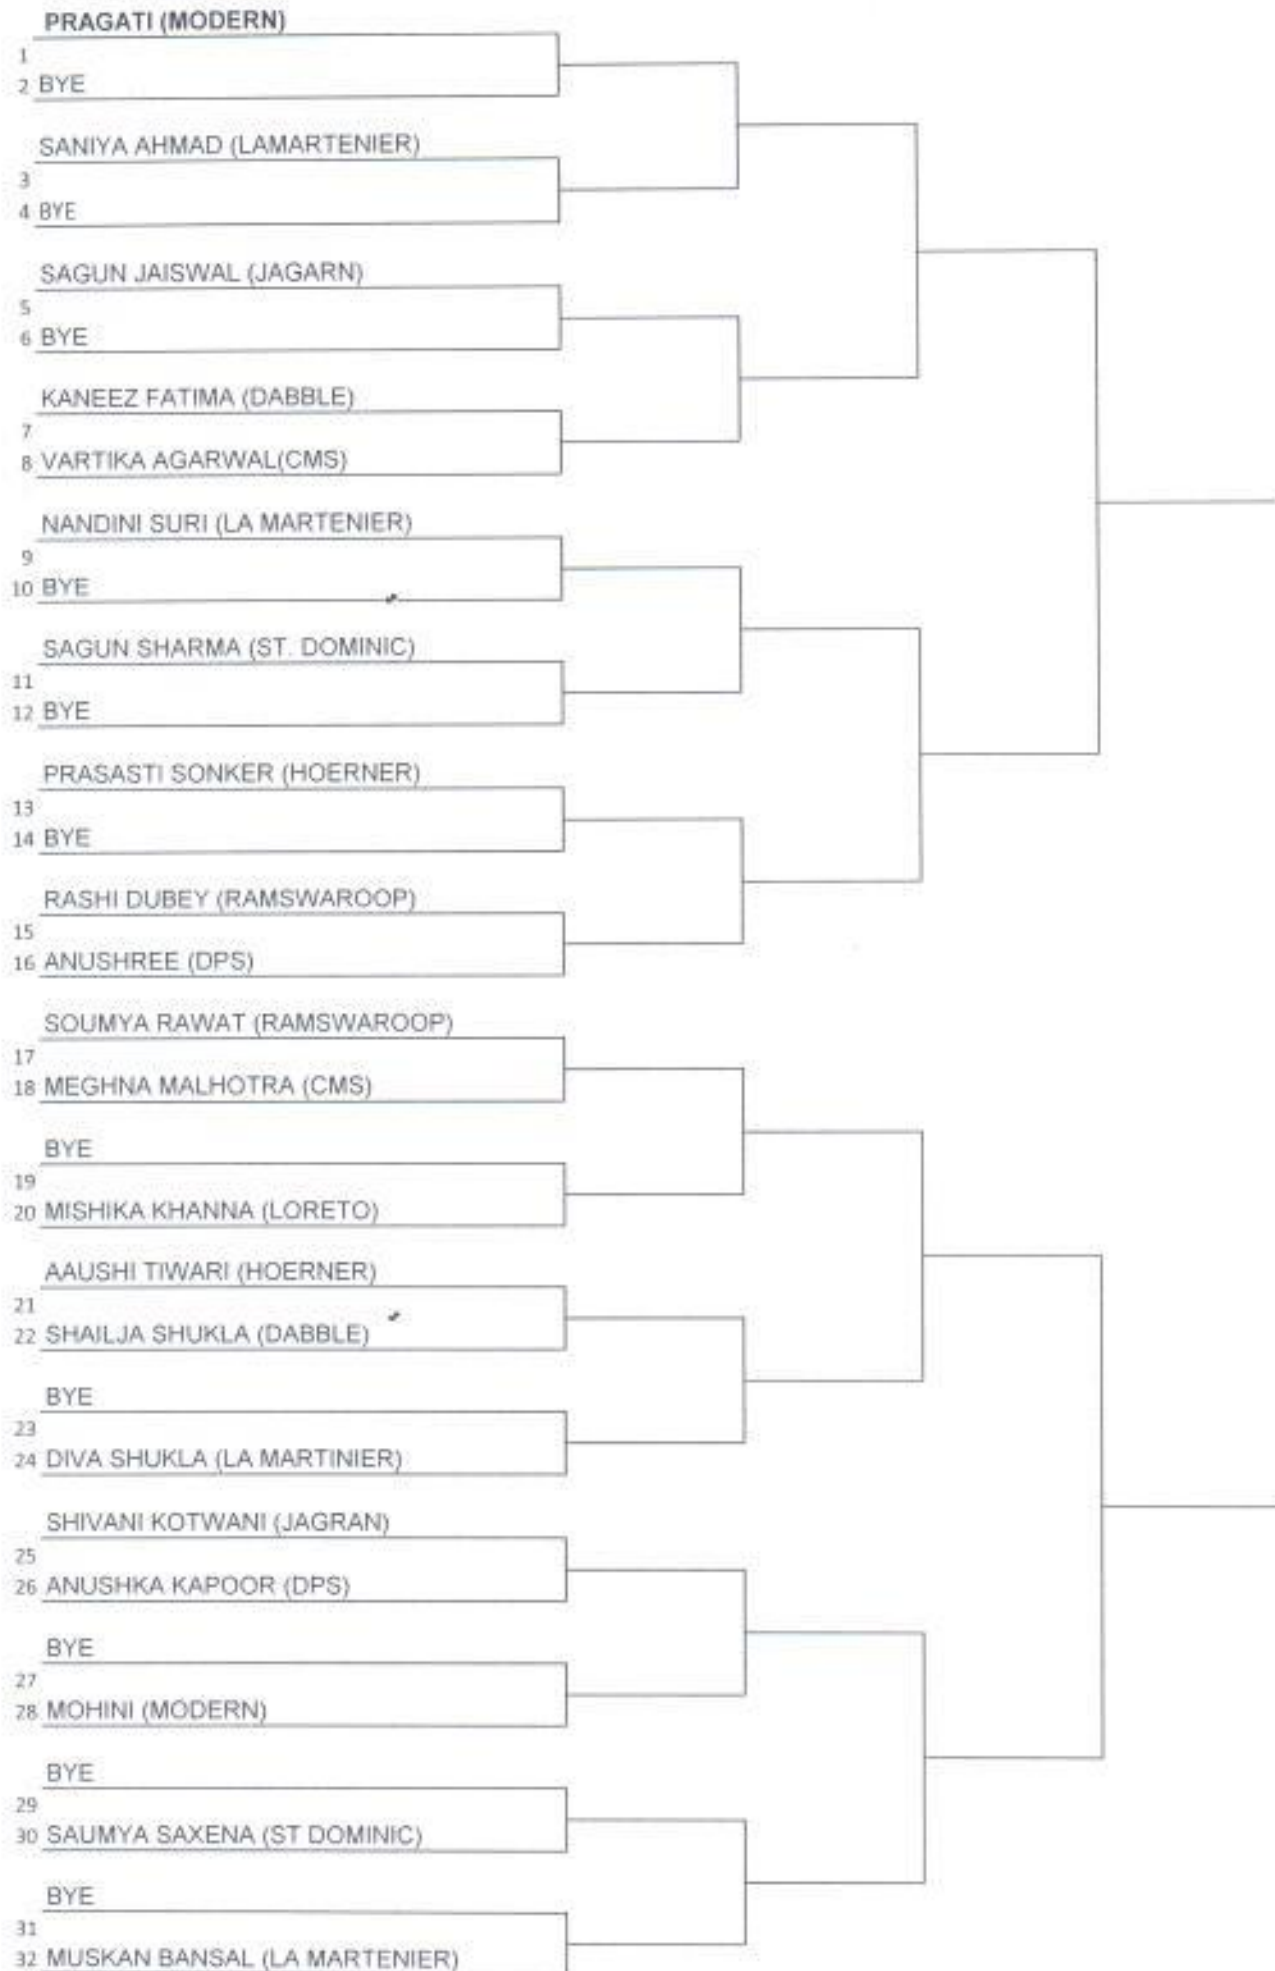 PRAGATI (MODERN)
1
2 BYE
SANIYA AHMAD (LAMARTENIER)
3
4 BYE
SAGUN JAISWAL (JAGARN)
5
6 BYE
KANEEZ FATIMA (DABBLE)
7
8 VARTIKA AGARWAL(CMS)
NANDINI SURI (LA MARTENIER)
9
10 BYE
SAGUN SHARMA (ST. DOMINIC)
11
12 BYE
PRASASTI SONKER (HOERNER)
13
14 BYE
RASHI DUBEY (RAMSWAROOP)
15
16 ANUSHREE (DPS)
SOUMYA RAWAT (RAMSWAROOP)
17
18 MEGHNA MALHOTRA (CMS)
BYE
19
20 MISHIKA KHANNA (LORETO)
AAUSHI TIWARI (HOERNER)
21
22 SHAILJA SHUKLA (DABBLE)
BYE
23
24 DIVA SHUKLA (LA MARTINIER)
SHIVANI KOTWANI (JAGRAN)
25
26 ANUSHKA KAPOOR (DPS)
BYE
27
28 MOHINI (MODERN)
BYE
29
30 SAUMYA SAXENA (ST DOMINIC)
BYE
31
32 MUSKAN BANSAL (LA MARTENIER)